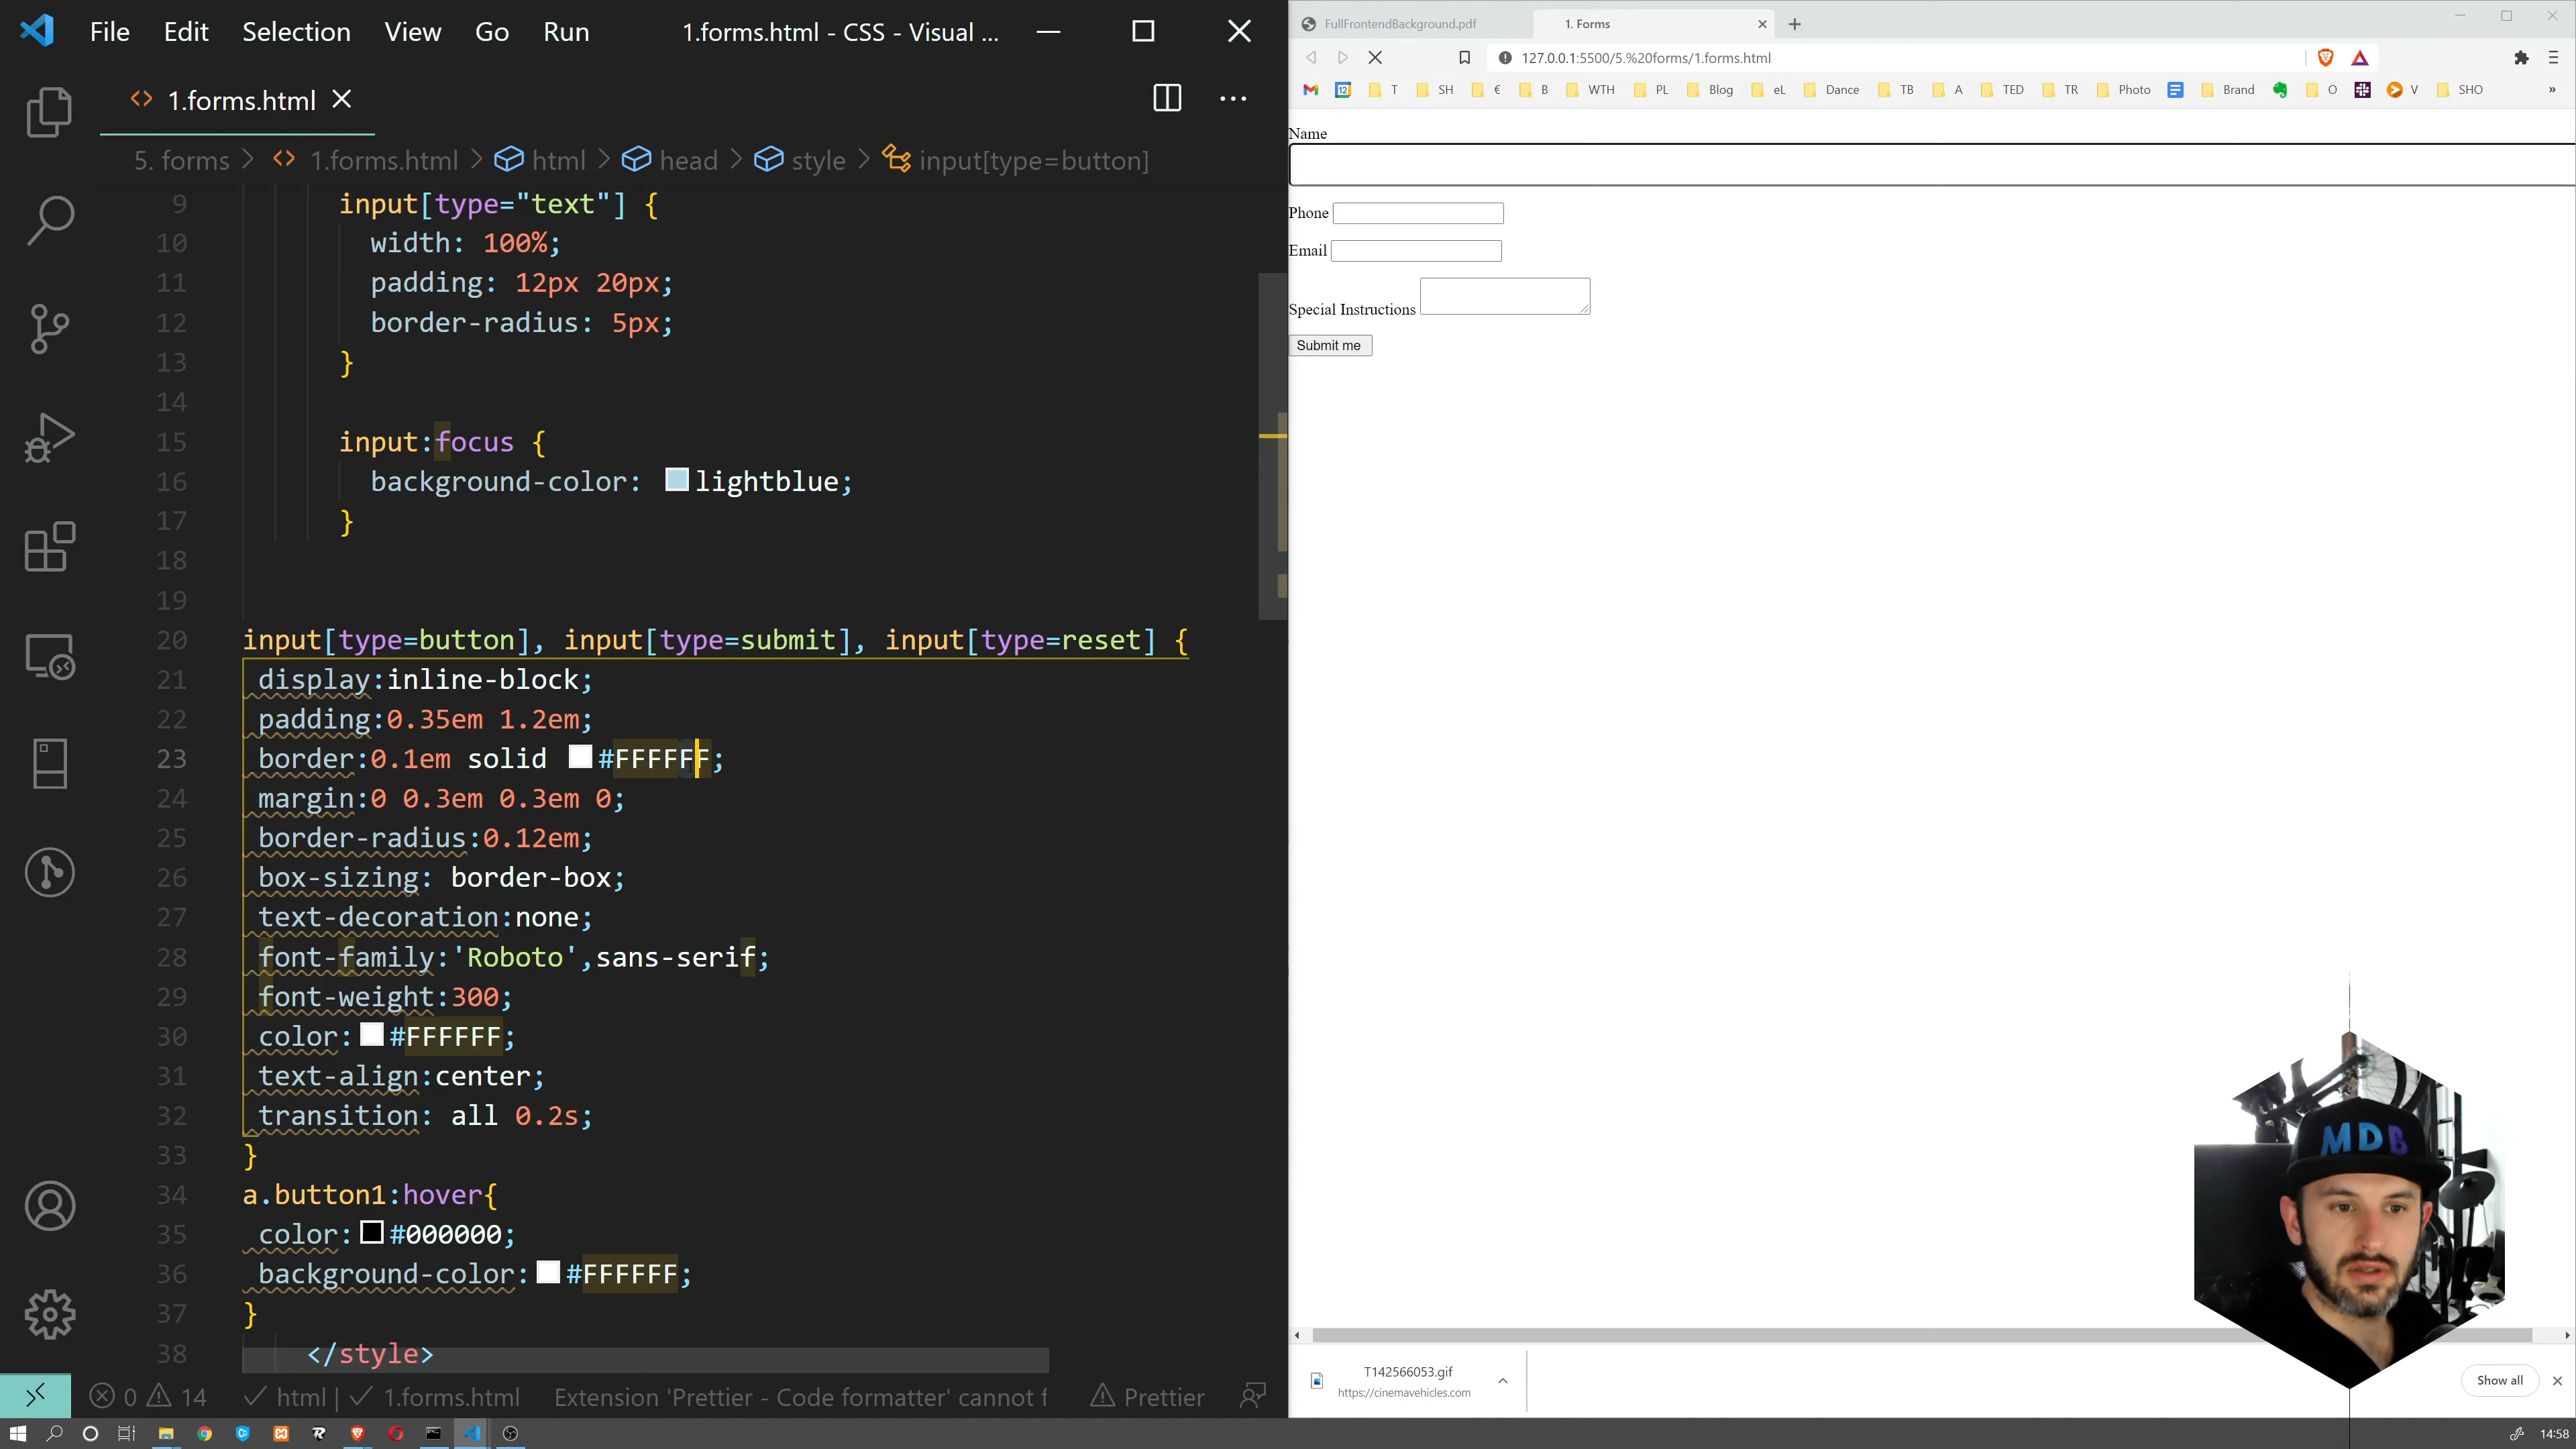 File Edit Selection View Go Run 1.forms.html - CSS - Visual ...
1.forms.html
5. forms > 1.forms.html > html > head > style > input[type=button]
9 input[type="text"] {
10 width: 100%;
11 padding: 12px 20px;
12 border-radius: 5px;
13 }
14
15 input:focus {
16 background-color: lightblue;
17 }
18
19
20 input[type=button], input[type=submit], input[type=reset] {
21 display:inline-block;
22 padding:0.35em 1.2em;
23 border:0.1em solid #FFFFFF;
24 margin:0 0.3em 0.3em 0;
25 border-radius:0.12em;
26 box-sizing: border-box;
27 text-decoration:none;
28 font-family:'Roboto',sans-serif;
29 font-weight:300;
30 color:#FFFFFF;
31 text-align:center;
32 transition: all 0.2s;
33 }
34 a.button1:hover{
35 color:#000000;
36 background-color:#FFFFFF;
37 }
38 </style>
0 14 html | 1.forms.html Extension 'Prettier - Code formatter' cannot f Prettier
FullFrontendBackground.pdf 1. Forms
127.0.0.1:5500/5.%20forms/1.forms.html
12 T SH € B WTH PL Blog eL Dance TB A TED TR Photo Brand O V SHO »
Name
Phone
Email
Special Instructions
Submit me
MDB
T142566053.gif
https://cinemavehicles.com
Show all
14:58